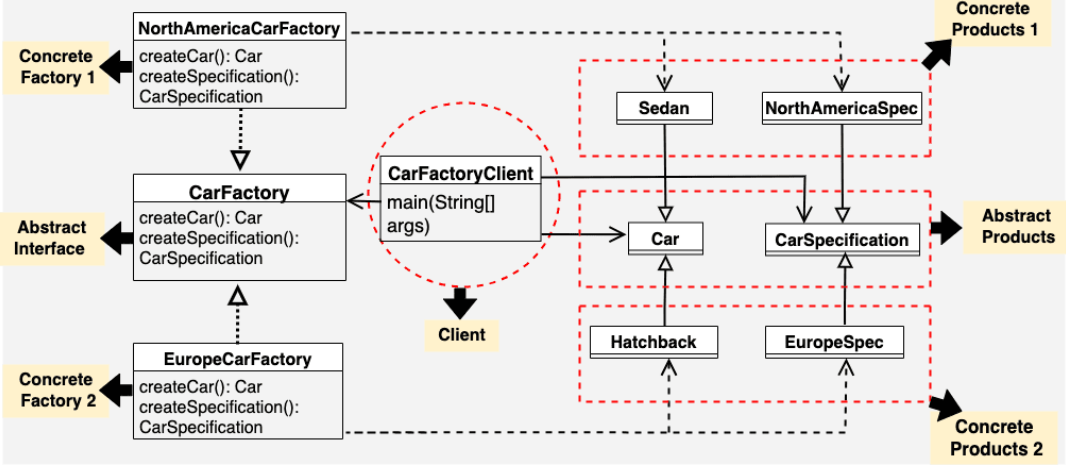 Concrete
Products 1
NorthAmericaCarFactory
createCar(): Car
createSpecification():
CarSpecification
Concrete
Factory 1
Sedan
NorthAmericaSpec
CarFactory
createCar(): Car
createSpecification():
CarSpecification
Abstract
Interface
CarFactoryClient
main(String[]
args)
Client
Car
CarSpecification
Abstract
Products
Hatchback
EuropeSpec
EuropeCarFactory
createCar(): Car
createSpecification():
CarSpecification
Concrete
Factory 2
Concrete
Products 2